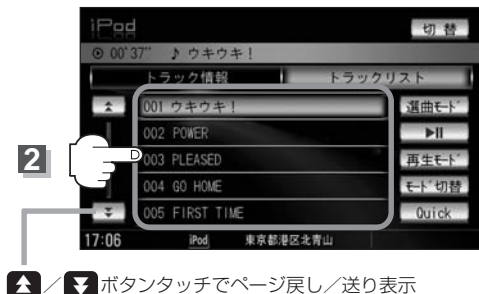 iPod 切 替
00'37" ♪ ウキウキ！
トラック情報 トラックリスト
001 ウキウキ！ 選曲ﾓｰﾄﾞ
002 POWER ▶II
2 003 PLEASED 再生ﾓｰﾄﾞ
004 GO HOME ﾓｰﾄﾞ切替
005 FIRST TIME Quick
17:06 iPod 東京都港区北青山
／ボタンタッチでページ戻し／送り表示